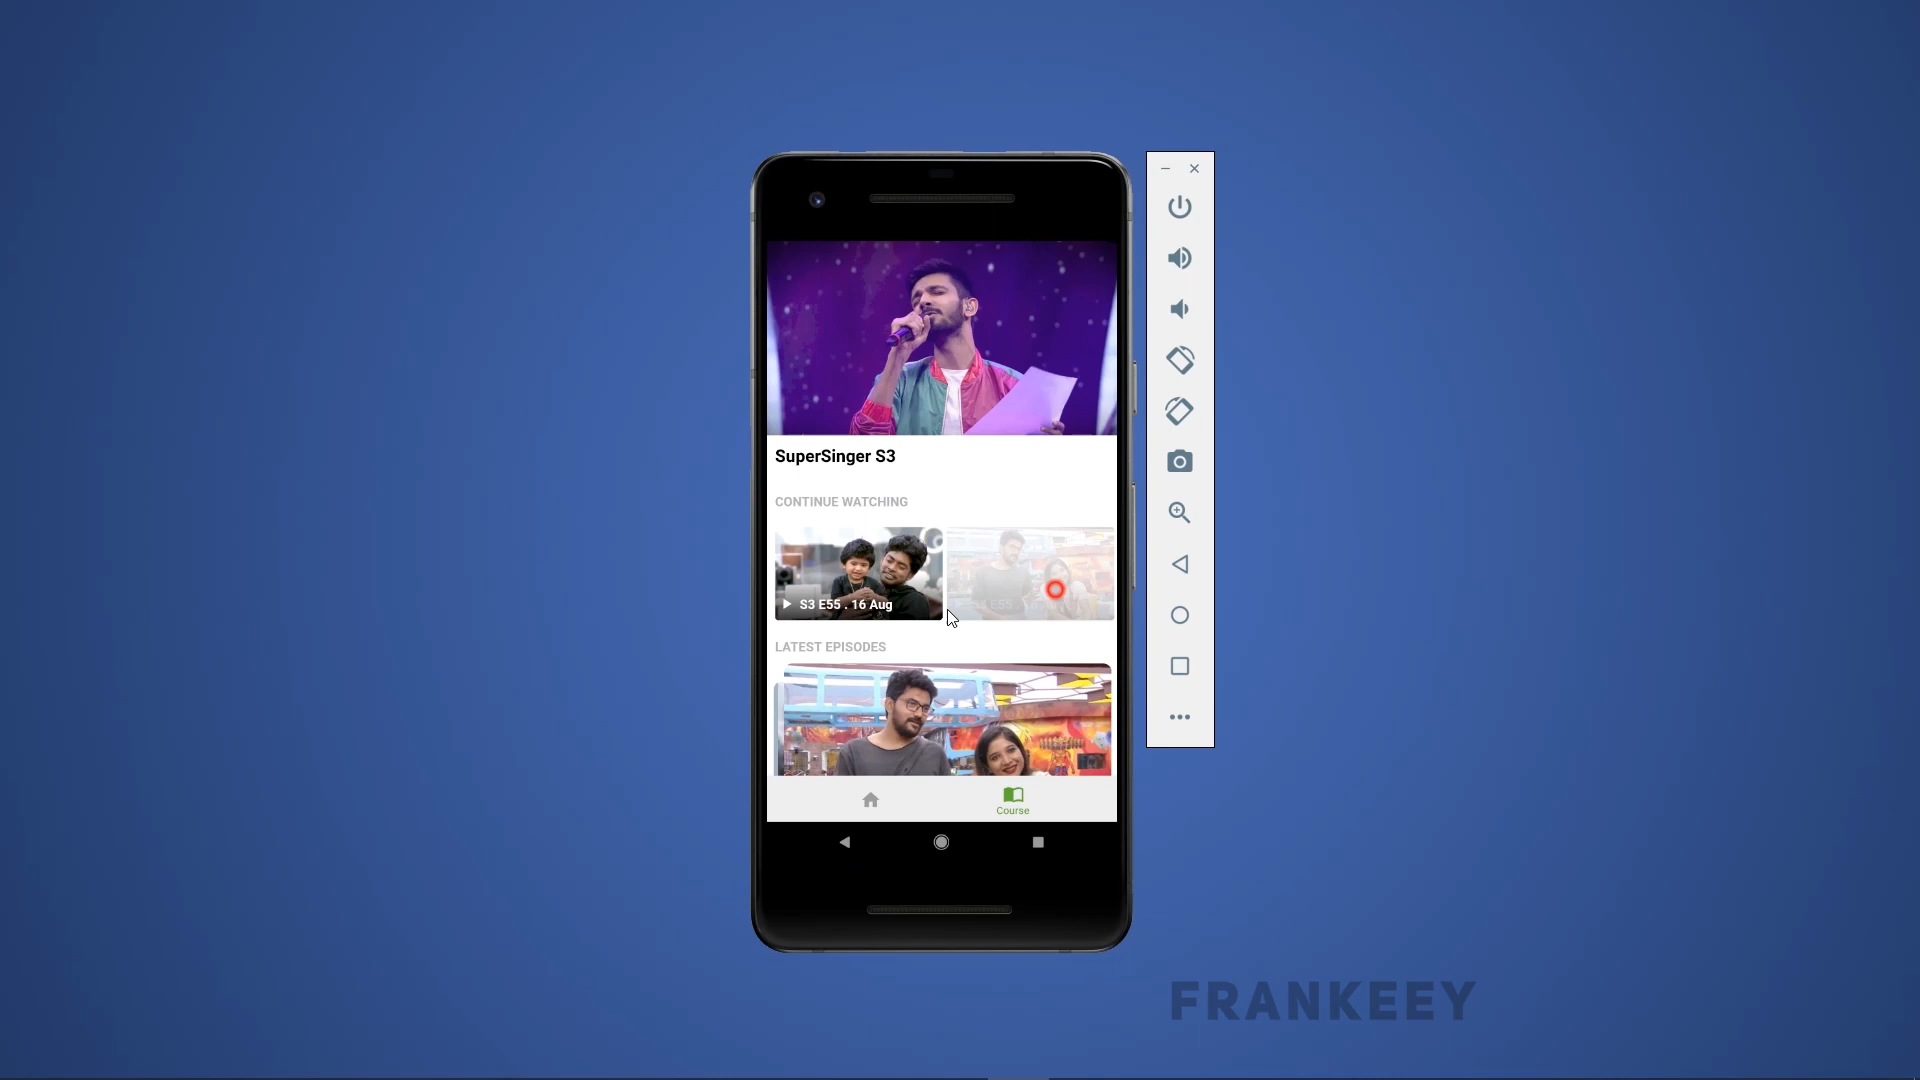 SuperSinger S3
CONTINUE WATCHING
S3 E55 . 16 Aug
LATEST EPISODES
Course
FRANKEEY